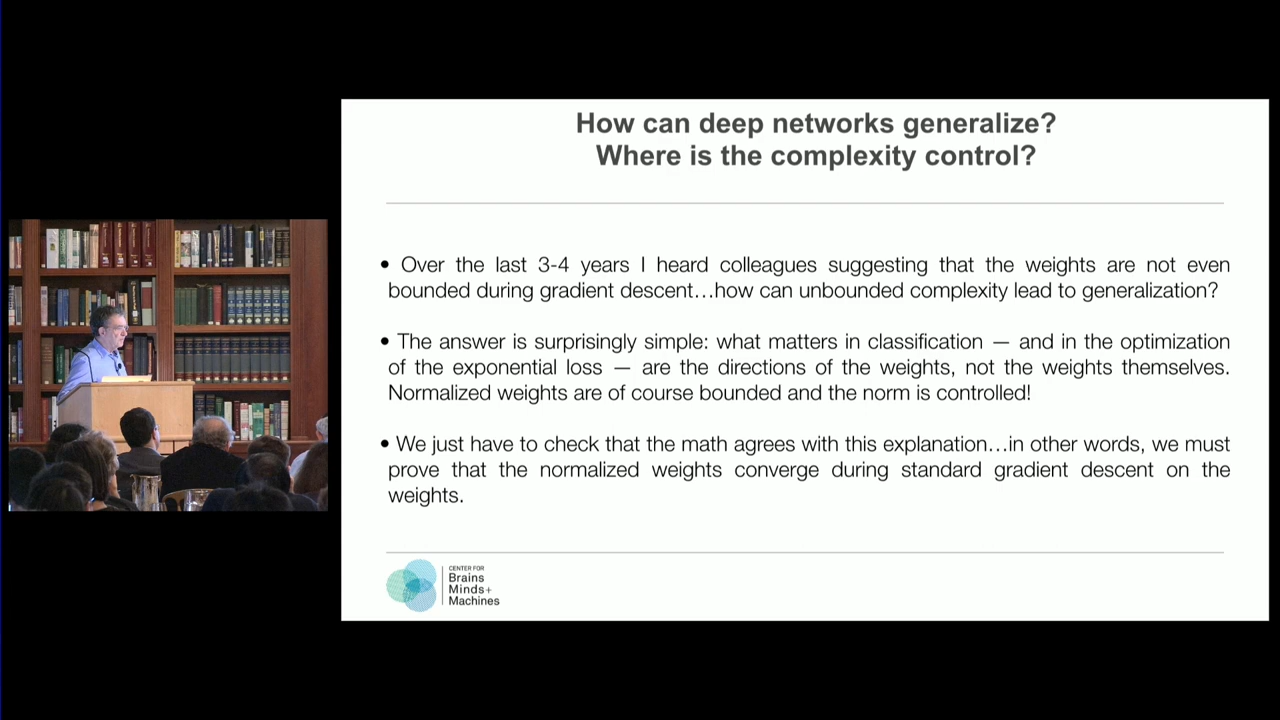 How can deep networks generalize?
Where is the complexity control?
• Over the last 3-4 years I heard colleagues suggesting that the weights are not even
bounded during gradient descent…how can unbounded complexity lead to generalization?
• The answer is surprisingly simple: what matters in classification — and in the optimization
of the exponential loss — are the directions of the weights, not the weights themselves.
Normalized weights are of course bounded and the norm is controlled!
• We just have to check that the math agrees with this explanation…in other words, we must
prove that the normalized weights converge during standard gradient descent on the
weights.
CENTER FOR
Brains
Minds+
Machines